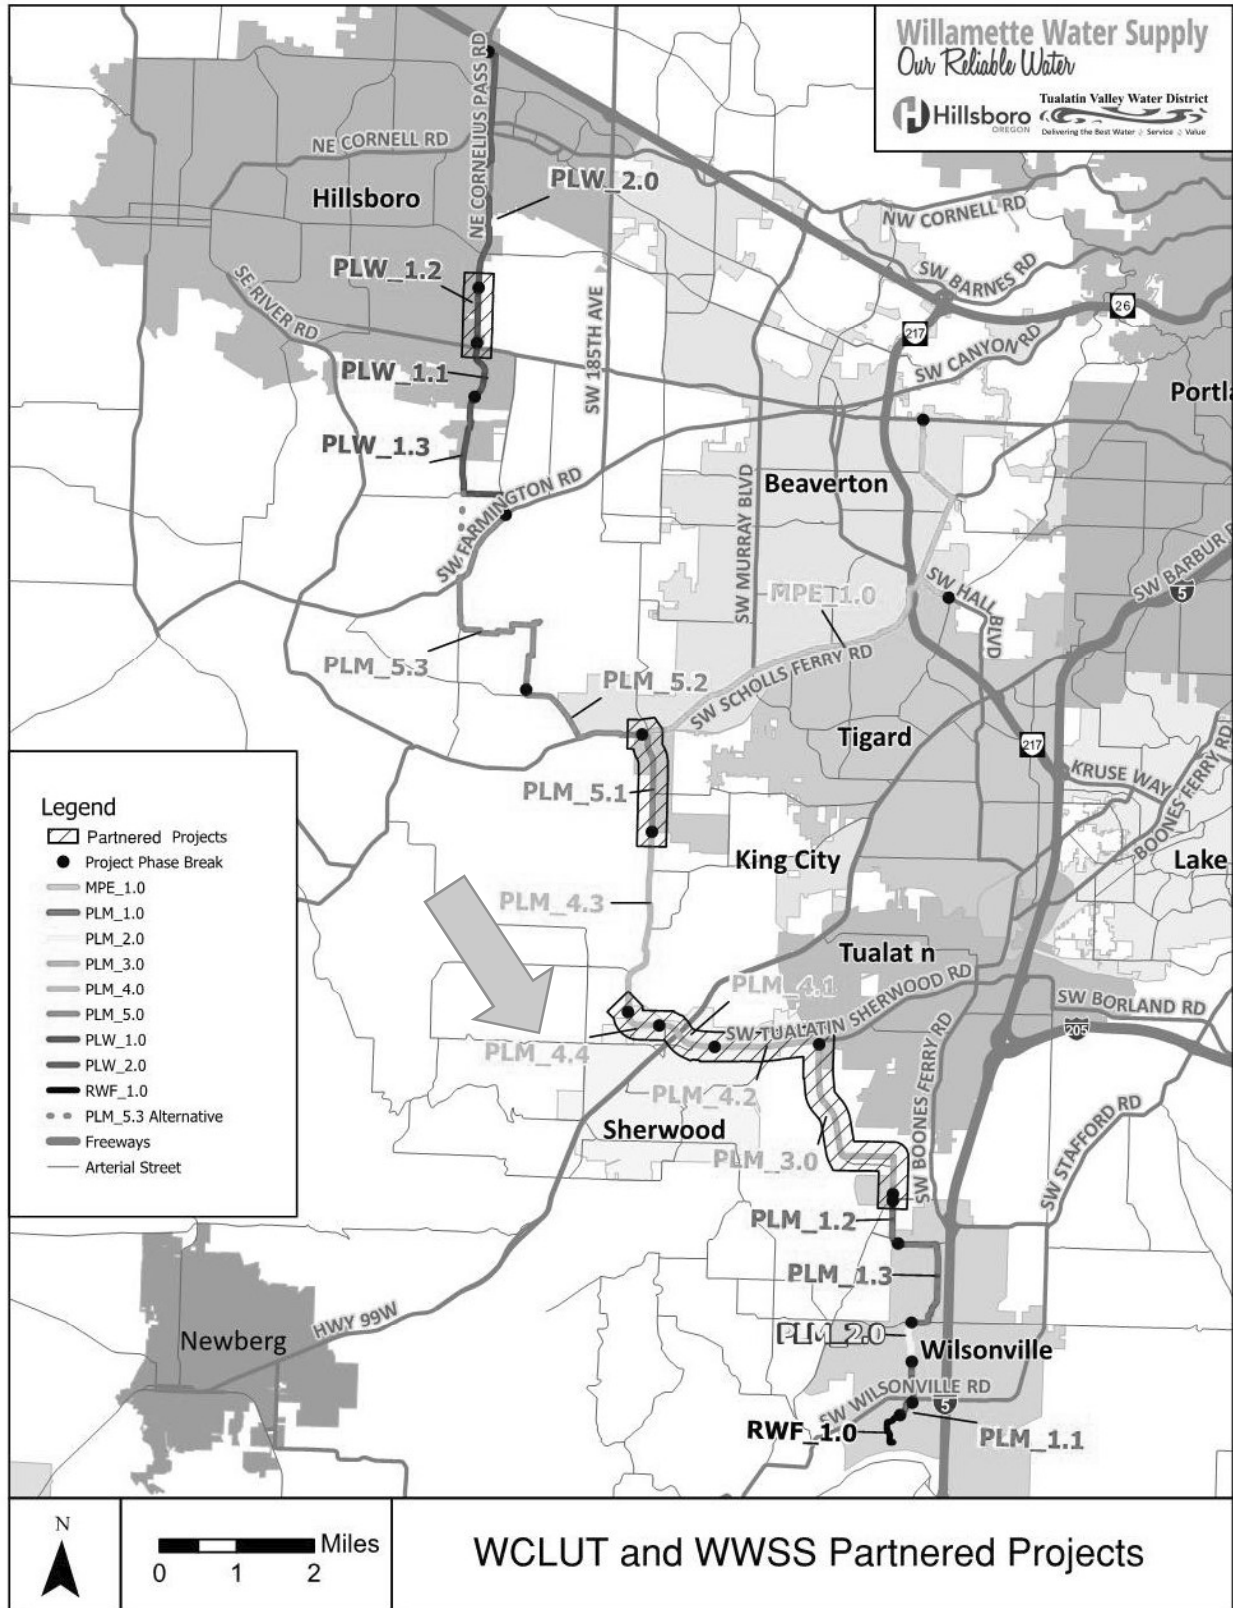 Willamette Water Supply
Our Reliable Water
Hillsboro
OREGON
Tualatin Valley Water District
Delivering the Best Water Service Value
NE CORNELIUS PASS RD
NE CORNELL RD
PLW_2.0
Hillsboro
NW CORNELL RD
PLW_1.2
SW BARNES RD
SE RIVER RD
26
217
SW 185TH AVE
SW CANYON RD
PLW_1.1
Portla
PLW_1.3
SW FARMINGTON RD
Beaverton
SW MURRAY BLVD
SW BARBUR R
5
MPE_1.0
SW HALL BLVD
PLM_5.3
PLM_5.2
SW SCHOLLS FERRY RD
Tigard
217
KRUSE WAY
BOONES FERRY RD
PLM_5.1
King City
Lake
Legend
Partnered Projects
Project Phase Break
MPE_1.0
PLM_1.0
PLM_2.0
PLM_3.0
PLM_4.0
PLM_5.0
PLW_1.0
PLW_2.0
RWF_1.0
PLM_5.3 Alternative
Freeways
Arterial Street
PLM_4.3
Tualat n
PLM_4.1
SW TUALATIN SHERWOOD RD
SW BORLAND RD
205
PLM_4.4
PLM_4.2
SW BOONES FERRY RD
Sherwood
SW STAFFORD RD
PLM_3.0
PLM_1.2
PLM_1.3
HWY 99W
Newberg
PLM_2.0
Wilsonville
SW WILSONVILLE RD
5
RWF_1.0
PLM_1.1
N
Miles
0 1 2
WCLUT and WWSS Partnered Projects